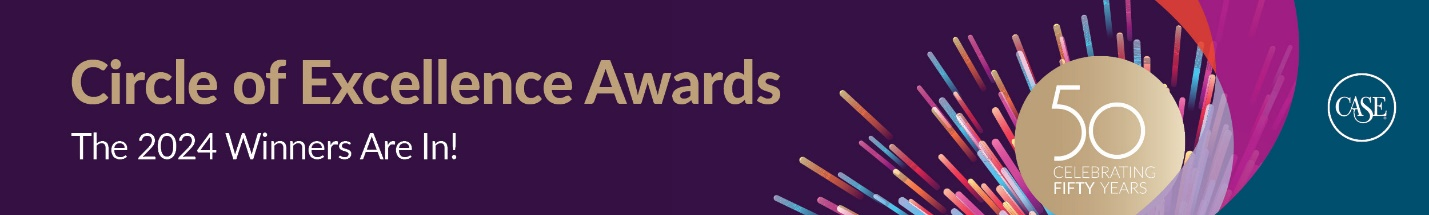 Circle of Excellence Awards
The 2024 Winners Are In!
50
CELEBRATING
FIFTY YEARS
CASE